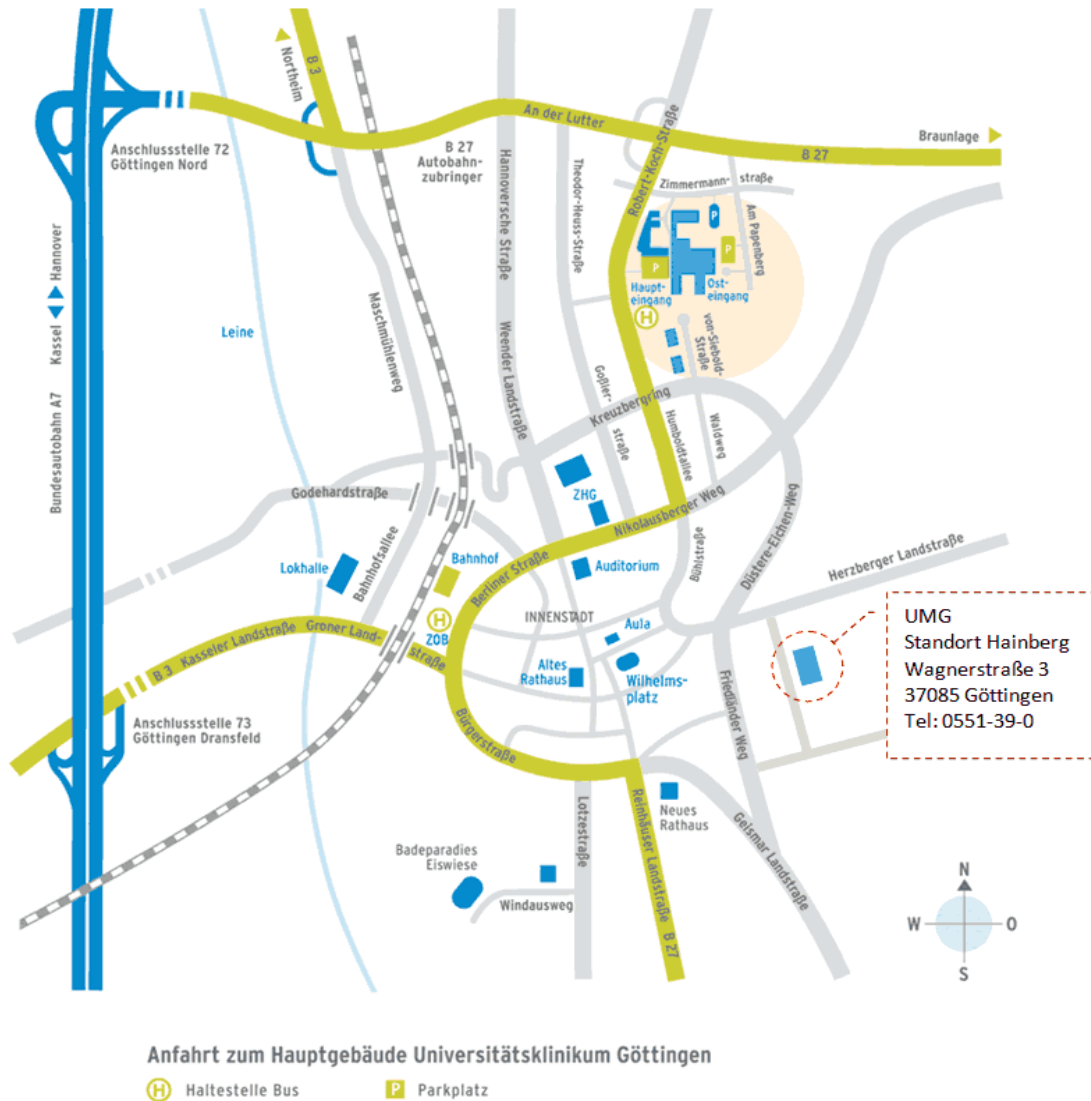 B 3
Northeim
Anschlussstelle 72
Göttingen Nord
B 27
Autobahn-
zubringer
An der Lutter
B 27
Braunlage
Hannoversche Straße
Theodor-Heuss-Straße
Robert-Koch-Straße
Zimmermann-
straße
Am Papenberg
P
P
P
Haupt-
eingang
Ost-
eingang
H
von-Siebold-
Straße
Kassel
Hannover
Leine
Maschmühlenweg
Bundesautobahn A7
Weender Landstraße
Goßler-
straße
Kreuzbergring
Humboldtallee
Waldweg
Godehardstraße
ZHG
Nikolausberger Weg
Düstere-Eichen-Weg
Bühlstraße
Herzberger Landstraße
Lokhalle
Bahnhofsallee
Bahnhof
Berliner Straße
Auditorium
H
ZOB
INNENSTADT
Aula
Altes
Rathaus
Wilhelms-
platz
B 3 Kasseler Landstraße
Groner Land-
straße
Friedländer Weg
UMG
Standort Hainberg
Wagnerstraße 3
37085 Göttingen
Tel: 0551-39-0
Anschlussstelle 73
Göttingen Dransfeld
Bürgerstraße
Lotzestraße
Reinhäuser Landstraße B 27
Neues
Rathaus
Geismar Landstraße
Badeparadies
Eiswiese
Windausweg
N
W
O
S
Anfahrt zum Hauptgebäude Universitätsklinikum Göttingen
H Haltestelle Bus
P Parkplatz